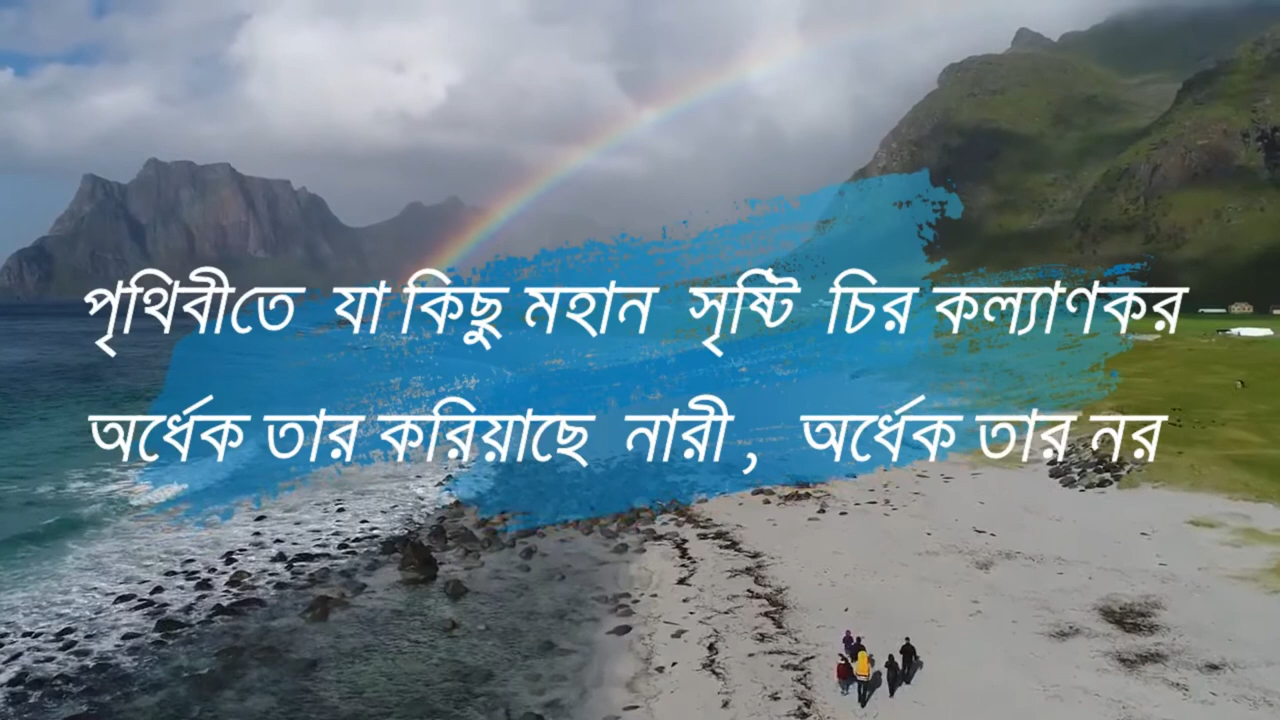 পৃথিবীতে যা কিছু মহান সৃষ্টি চির কল্যাণকর
অর্ধেক তার করিয়াছে নারী , অর্ধেক তার নর